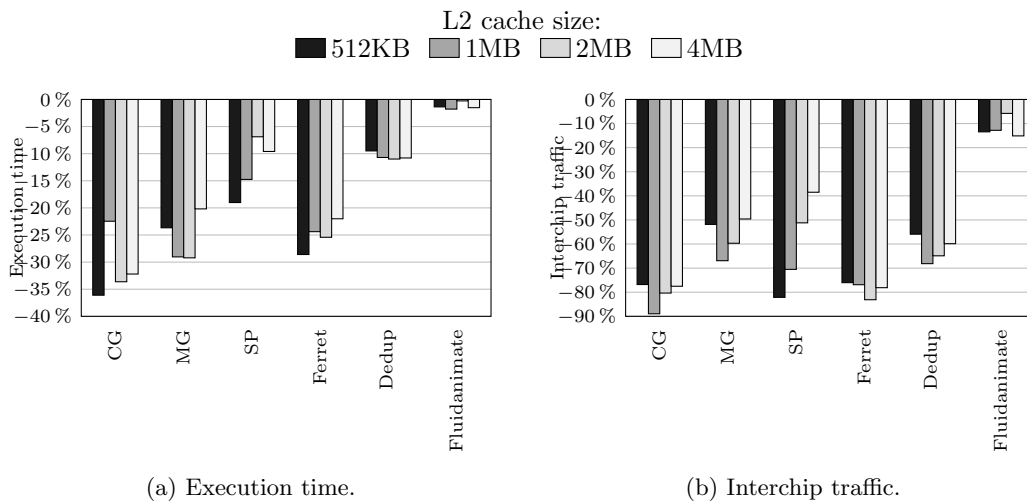 L2 cache size:
512KB 1MB 2MB 4MB
Execution time
0 %
−5 %
−10 %
−15 %
−20 %
−25 %
−30 %
−35 %
−40 %
CG MG SP Ferret Dedup Fluidanimate
(a) Execution time.
Interchip traffic
0 %
−10 %
−20 %
−30 %
−40 %
−50 %
−60 %
−70 %
−80 %
−90 %
CG MG SP Ferret Dedup Fluidanimate
(b) Interchip traffic.